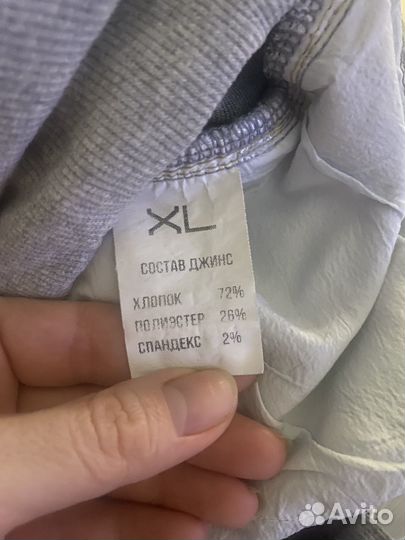 XL
СОСТАВ ДЖИНС
ХЛОПОК 72%
ПОЛИЭСТЕР 26%
СПАНДЕКС 2%
Avito